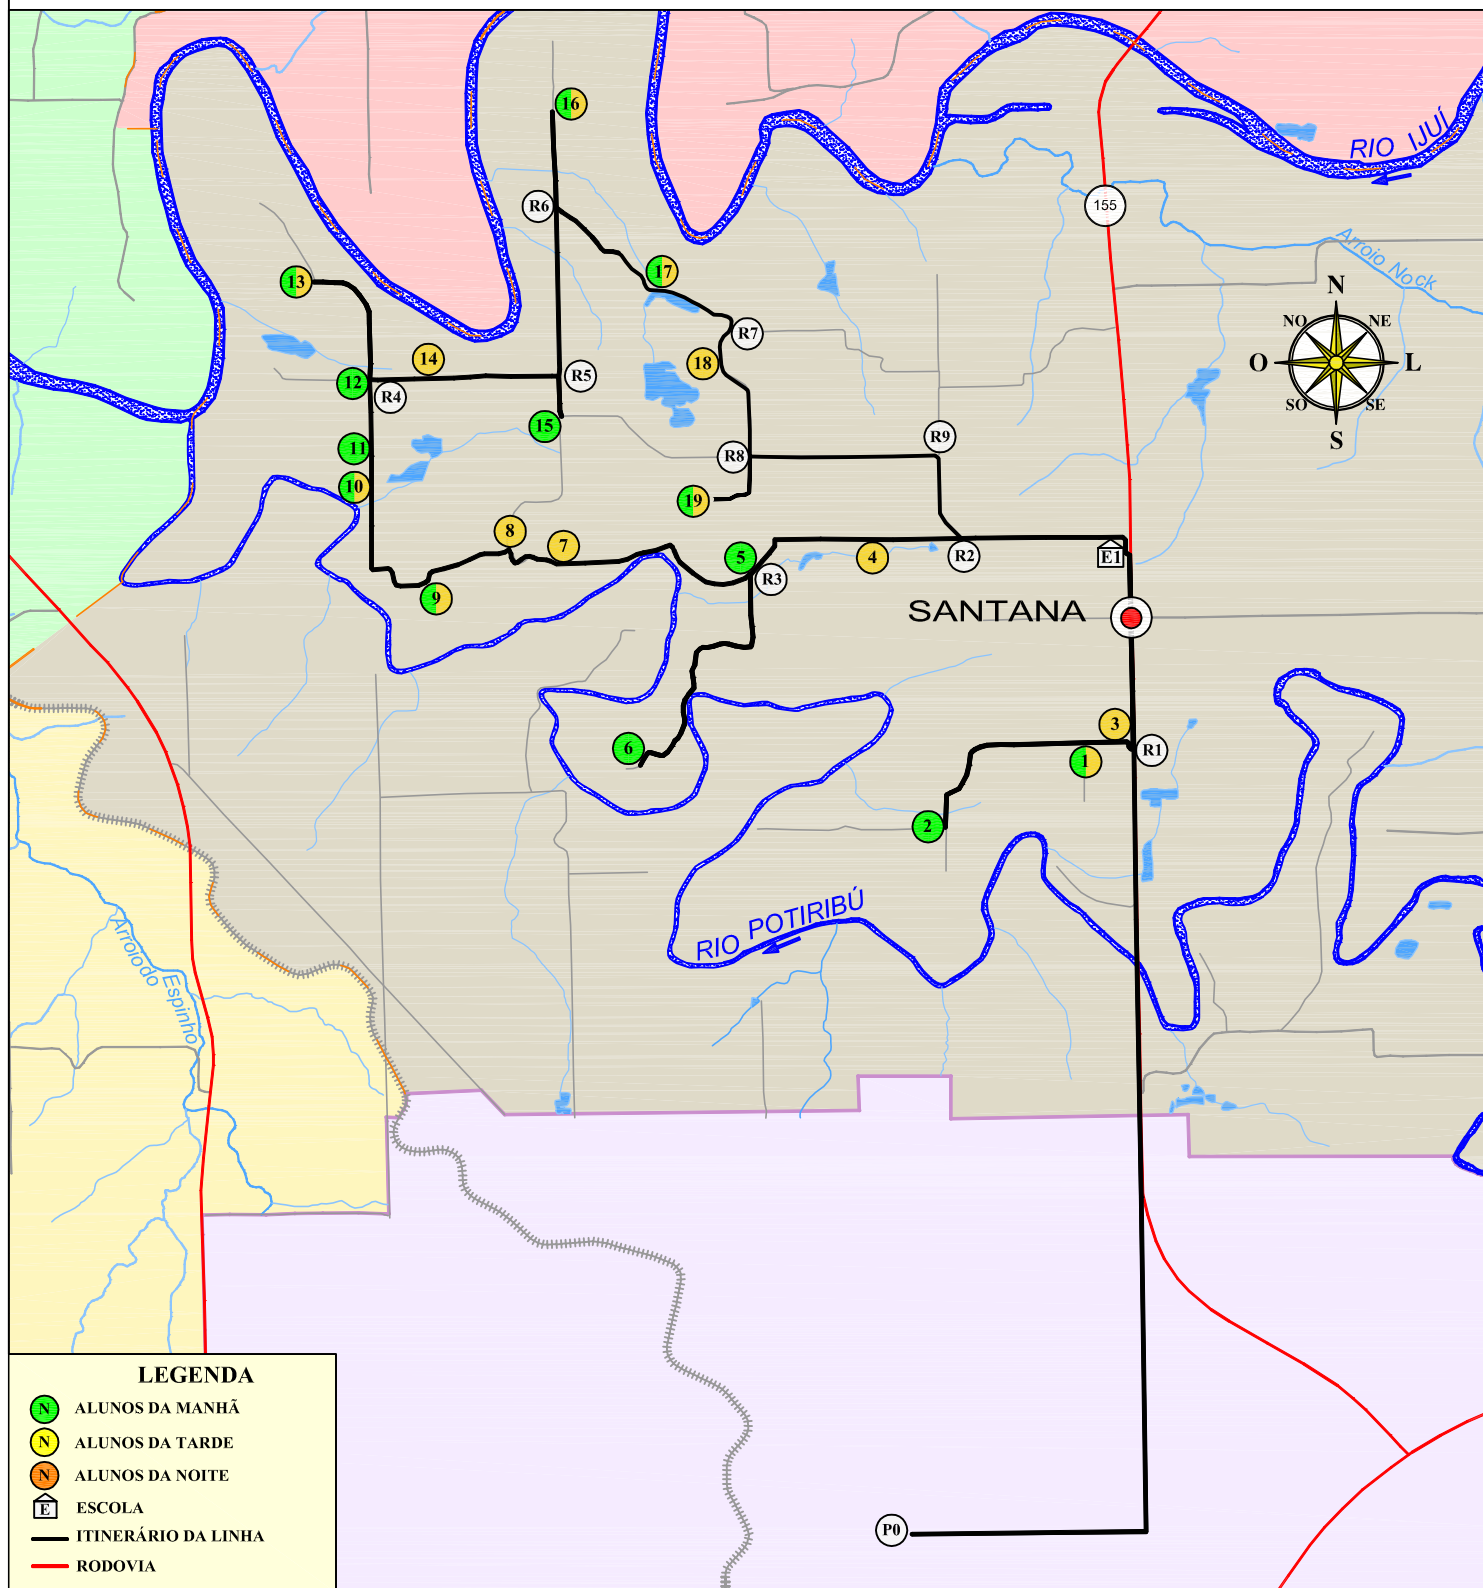 16
RIO IJUÍ
R6
155
Arroio Nock
17
13
N
NO
NE
R7
14
18
O
L
12
R5
R4
SO
SE
15
R9
S
11
R8
10
19
8
7
5
4
R2
E1
R3
9
SANTANA
3
6
R1
1
2
RIO POTIRIBÚ
Arroio do Espinho
LEGENDA
N ALUNOS DA MANHÃ
N ALUNOS DA TARDE
N ALUNOS DA NOITE
E ESCOLA
ITINERÁRIO DA LINHA
P0
RODOVIA